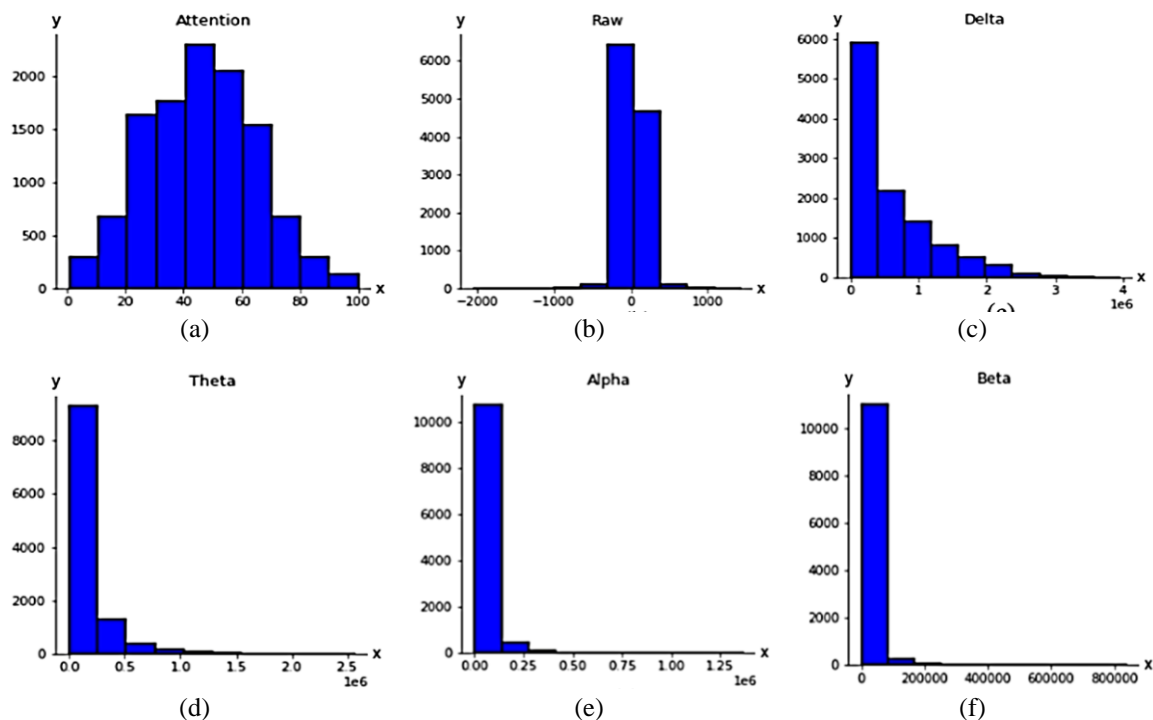 y Attention
2000
1500
1000
500
0
0 20 40 60 80 100 x
(a)
y Raw
6000
5000
4000
3000
2000
1000
0
-2000 -1000 0 1000 x
(b)
y Delta
6000
5000
4000
3000
2000
1000
0
0 1 2 3 4 x
1e6
(c)
y Theta
8000
6000
4000
2000
0
0.0 0.5 1.0 1.5 2.0 2.5 x
1e6
(d)
y Alpha
10000
8000
6000
4000
2000
0
0.00 0.25 0.50 0.75 1.00 1.25 x
1e6
(e)
y Beta
10000
8000
6000
4000
2000
0
0 200000 400000 600000 800000 x
(f)